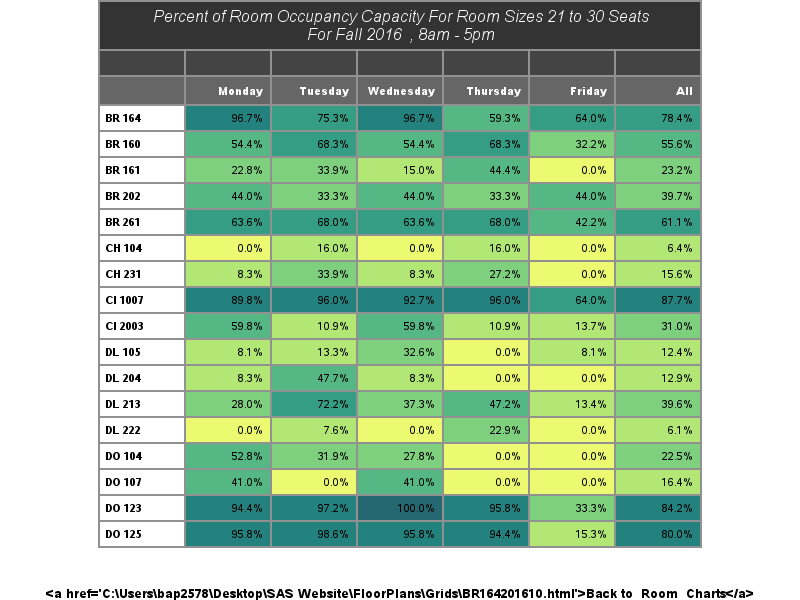 Percent of Room Occupancy Capacity For Room Sizes 21 to 30 Seats
For Fall 2016 , 8am - 5pm
Monday Tuesday Wednesday Thursday Friday All
BR 164 96.7% 75.3% 96.7% 59.3% 64.0% 78.4%
BR 160 54.4% 68.3% 54.4% 68.3% 32.2% 55.6%
BR 161 22.8% 33.9% 15.0% 44.4% 0.0% 23.2%
BR 202 44.0% 33.3% 44.0% 33.3% 44.0% 39.7%
BR 261 63.6% 68.0% 63.6% 68.0% 42.2% 61.1%
CH 104 0.0% 16.0% 0.0% 16.0% 0.0% 6.4%
CH 231 8.3% 33.9% 8.3% 27.2% 0.0% 15.6%
CI 1007 89.8% 96.0% 92.7% 96.0% 64.0% 87.7%
CI 2003 59.8% 10.9% 59.8% 10.9% 13.7% 31.0%
DL 105 8.1% 13.3% 32.6% 0.0% 8.1% 12.4%
DL 204 8.3% 47.7% 8.3% 0.0% 0.0% 12.9%
DL 213 28.0% 72.2% 37.3% 47.2% 13.4% 39.6%
DL 222 0.0% 7.6% 0.0% 22.9% 0.0% 6.1%
DO 104 52.8% 31.9% 27.8% 0.0% 0.0% 22.5%
DO 107 41.0% 0.0% 41.0% 0.0% 0.0% 16.4%
DO 123 94.4% 97.2% 100.0% 95.8% 33.3% 84.2%
DO 125 95.8% 98.6% 95.8% 94.4% 15.3% 80.0%
<a href='C:\Users\bap2578\Desktop\SAS Website\FloorPlans\Grids\BR164201610.html'>Back to Room Charts</a>